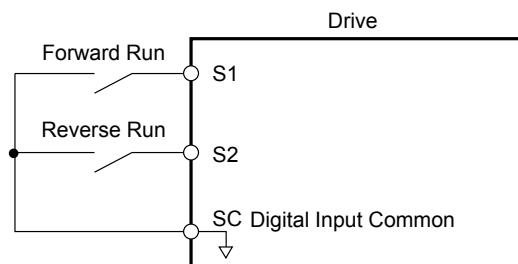 Drive
Forward Run
S1
Reverse Run
S2
SC Digital Input Common